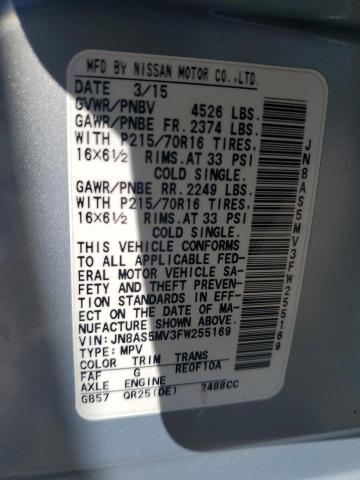 MFD BY NISSAN MOTOR CO.,LTD.
DATE 3/15
GVWR/PNBV 4526 LBS.
GAWR/PNBE FR. 2374 LBS.
WITH P215/70R16 TIRES,
16X6½ RIMS.AT 33 PSI
COLD SINGLE.
GAWR/PNBE RR. 2249 LBS.
WITH P215/70R16 TIRES,
16X6½ RIMS.AT 33 PSI
COLD SINGLE.
THIS VEHICLE CONFORMS
TO ALL APPLICABLE FED-
ERAL MOTOR VEHICLE SA-
FETY AND THEFT PREVEN-
TION STANDARDS IN EFF-
ECT ON THE DATE OF MA-
NUFACTURE SHOWN ABOVE.
VIN: JN8AS5MV3FW255169
TYPE: MPV
COLOR TRIM TRANS
FAF G RE0F10A
AXLE ENGINE
GB57 QR25(DE) 2488CC
JN8AS5MV3FW255169